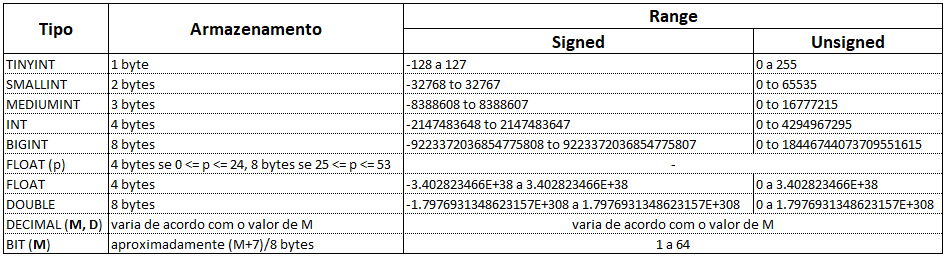 Tipo Armazenamento Range
Signed Unsigned
TINYINT 1 byte -128 a 127 0 a 255
SMALLINT 2 bytes -32768 to 32767 0 to 65535
MEDIUMINT 3 bytes -8388608 to 8388607 0 to 16777215
INT 4 bytes -2147483648 to 2147483647 0 to 4294967295
BIGINT 8 bytes -9223372036854775808 to 9223372036854775807 0 to 18446744073709551615
FLOAT (p) 4 bytes se 0 <= p <= 24, 8 bytes se 25 <= p <= 53 -
FLOAT 4 bytes -3.402823466E+38 a 3.402823466E+38 0 a 3.402823466E+38
DOUBLE 8 bytes -1.7976931348623157E+308 a 1.7976931348623157E+308 0 a 1.7976931348623157E+308
DECIMAL (M, D) varia de acordo com o valor de M varia de acordo com o valor de M
BIT (M) aproximadamente (M+7)/8 bytes 1 a 64